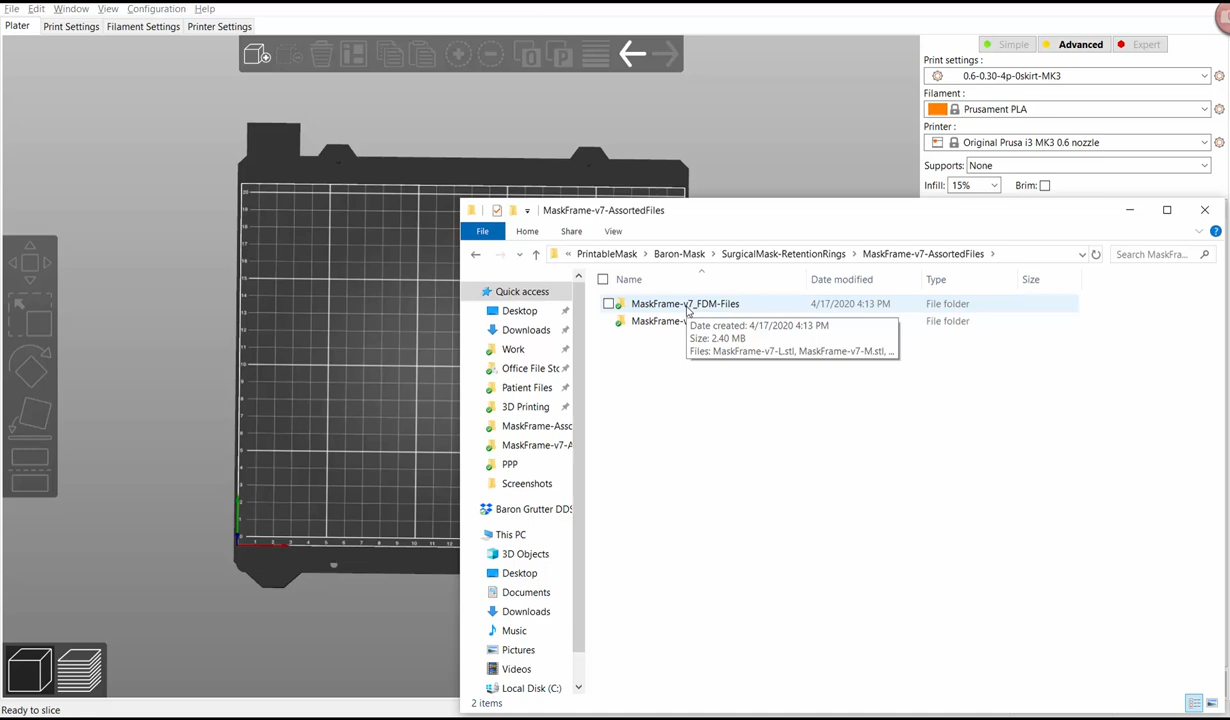 File Edit Window View Configuration Help
Plater Print Settings Filament Settings Printer Settings
Simple Advanced Expert
Print settings :
0.6-0.30-4p-0skirt-MK3
Filament :
Prusament PLA
Printer :
Original Prusa i3 MK3 0.6 nozzle
Supports: None
Infill: 15% Brim:
MaskFrame-v7-AssortedFiles
File Home Share View
« PrintableMask > Baron-Mask > SurgicalMask-RetentionRings > MaskFrame-v7-AssortedFiles > Search MaskFra...
Name Date modified Type Size
Quick access
Desktop
Downloads
Work
Office File Stc
Patient Files
3D Printing
MaskFrame-Assc
MaskFrame-v7-A
PPP
Screenshots
Baron Grutter DDS
This PC
3D Objects
Desktop
Documents
Downloads
Music
Pictures
Videos
Local Disk (C:)
MaskFrame-v7_FDM-Files 4/17/2020 4:13 PM File folder
MaskFrame-v File folder
Date created: 4/17/2020 4:13 PM
Size: 2.40 MB
Files: MaskFrame-v7-L.stl, MaskFrame-v7-M.stl, ...
2 items
Ready to slice